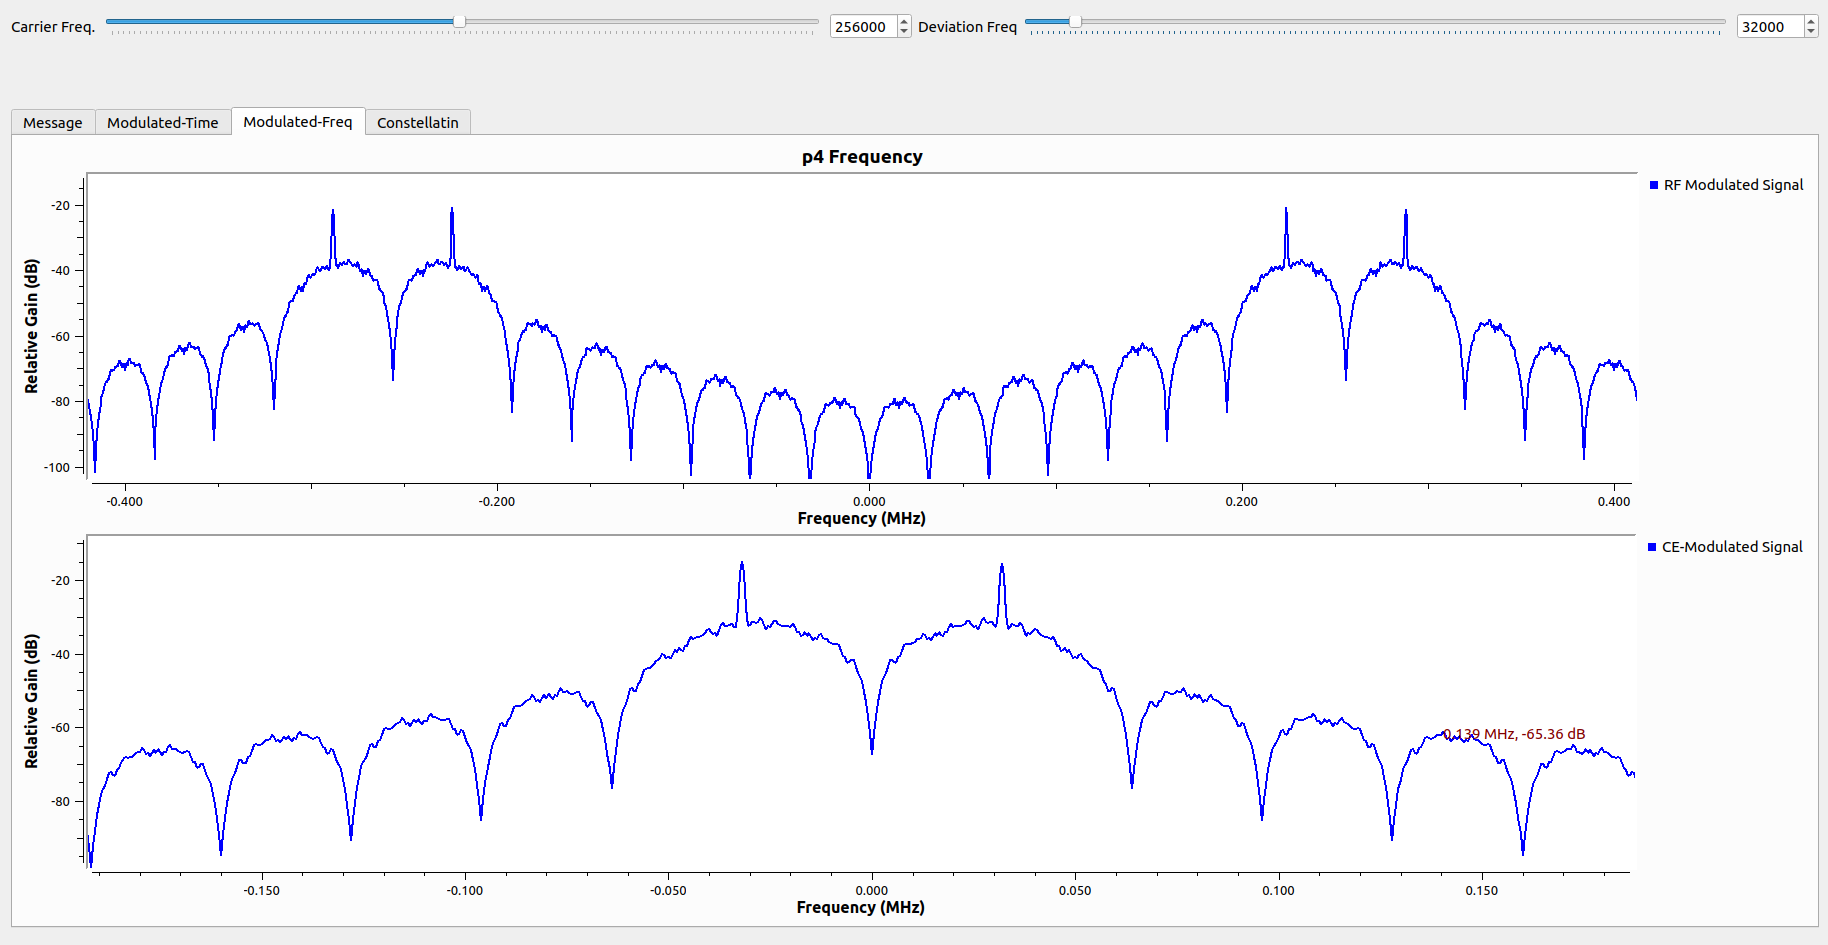 Carrier Freq. 256000 Deviation Freq 32000
Message Modulated-Time Modulated-Freq Constellatin
p4 Frequency
RF Modulated Signal
Relative Gain (dB)
-20
-40
-60
-80
-100
-0.400 -0.200 0.000 0.200 0.400
Frequency (MHz)
CE-Modulated Signal
Relative Gain (dB)
-20
-40
-60
-80
0.139 MHz, -65.36 dB
-0.150 -0.100 -0.050 0.000 0.050 0.100 0.150
Frequency (MHz)